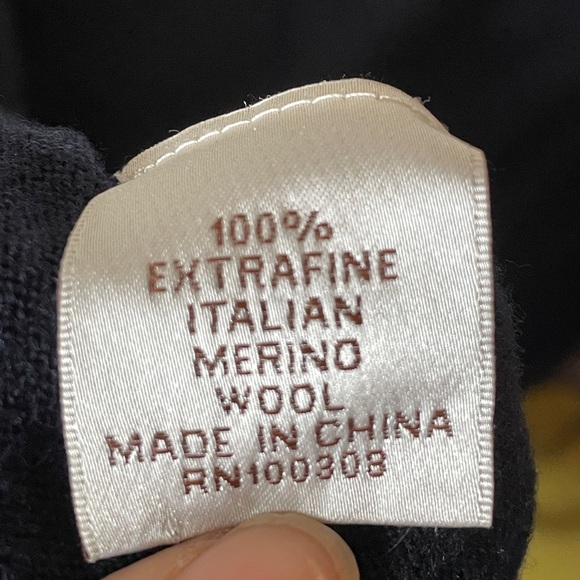 100%
EXTRAFINE
ITALIAN
MERINO
WOOL
MADE IN CHINA
RN100308